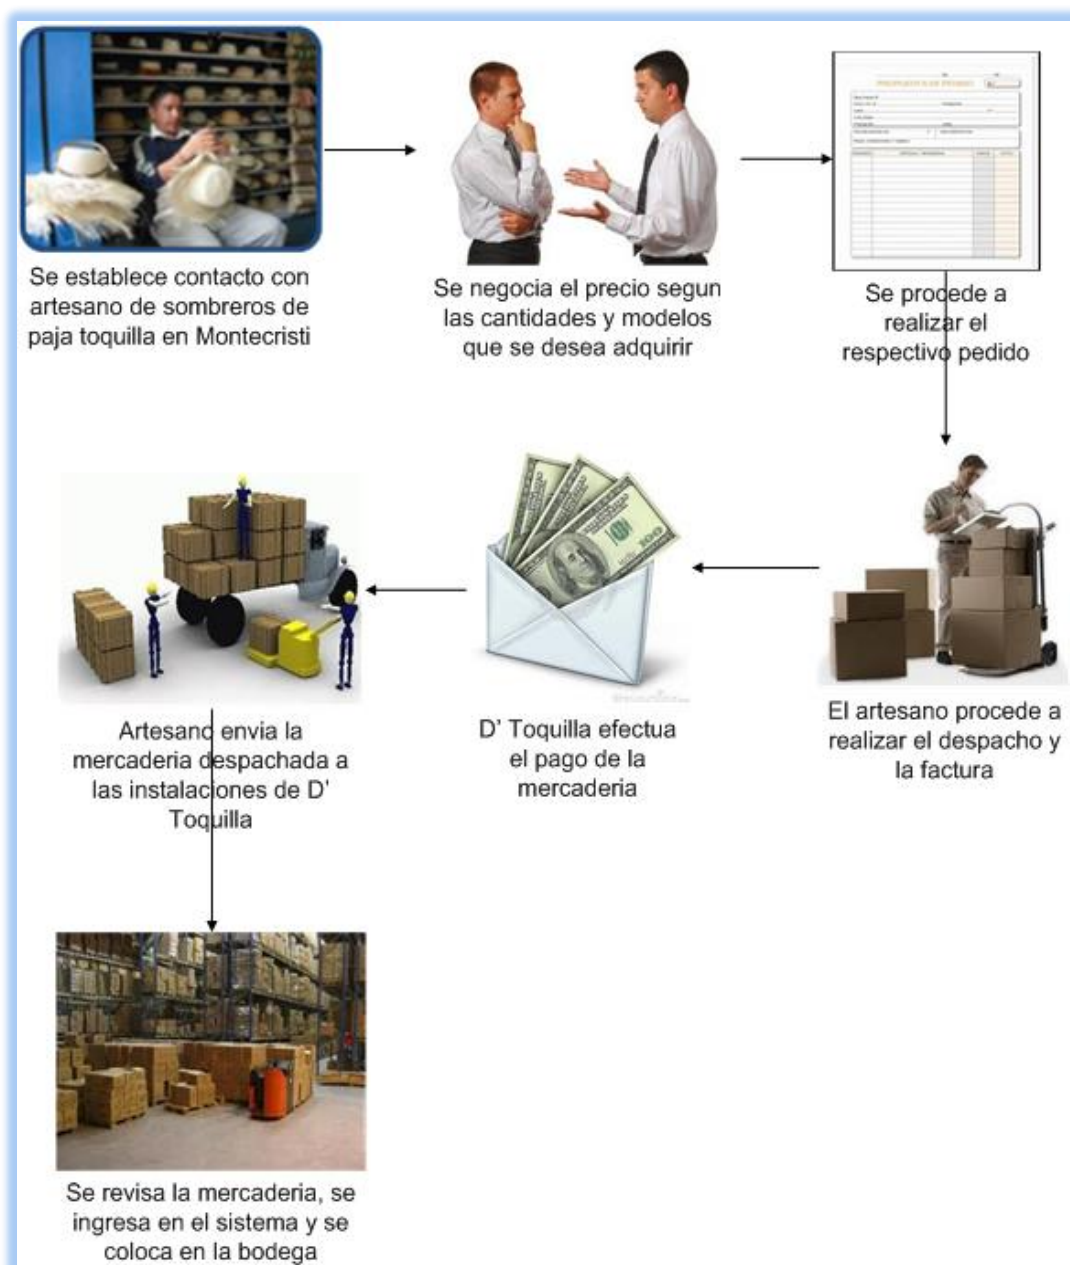 Se establece contacto con
artesano de sombreros de
paja toquilla en Montecristi
Se negocia el precio segun
las cantidades y modelos
que se desea adquirir
Se procede a
realizar el
respectivo pedido
El artesano procede a
realizar el despacho y
la factura
D' Toquilla efectua
el pago de la
mercaderia
Artesano envia la
mercaderia despachada a
las instalaciones de D'
Toquilla
Se revisa la mercaderia, se
ingresa en el sistema y se
coloca en la bodega